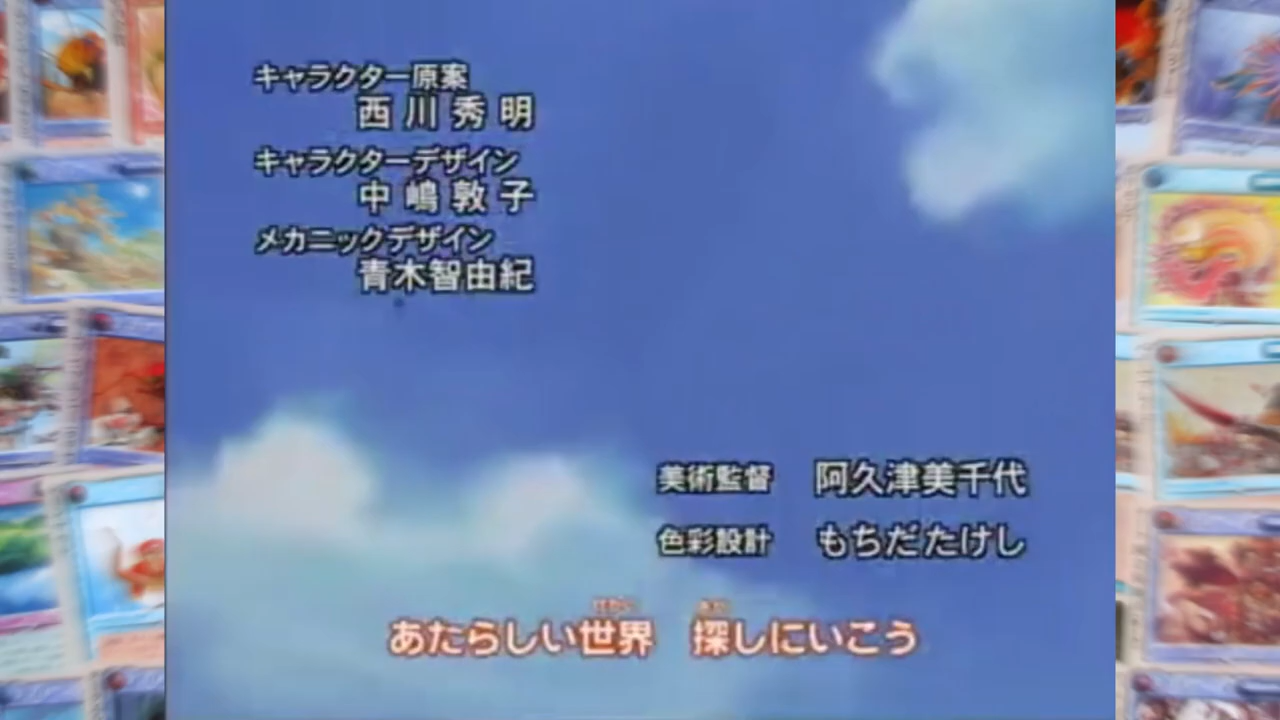 キャラクター原案
西川秀明
キャラクターデザイン
中嶋敦子
メカニックデザイン
青木智由紀
美術監督 阿久津美千代
色彩設計 もちだたけし
あたらしい世界 探しにいこう